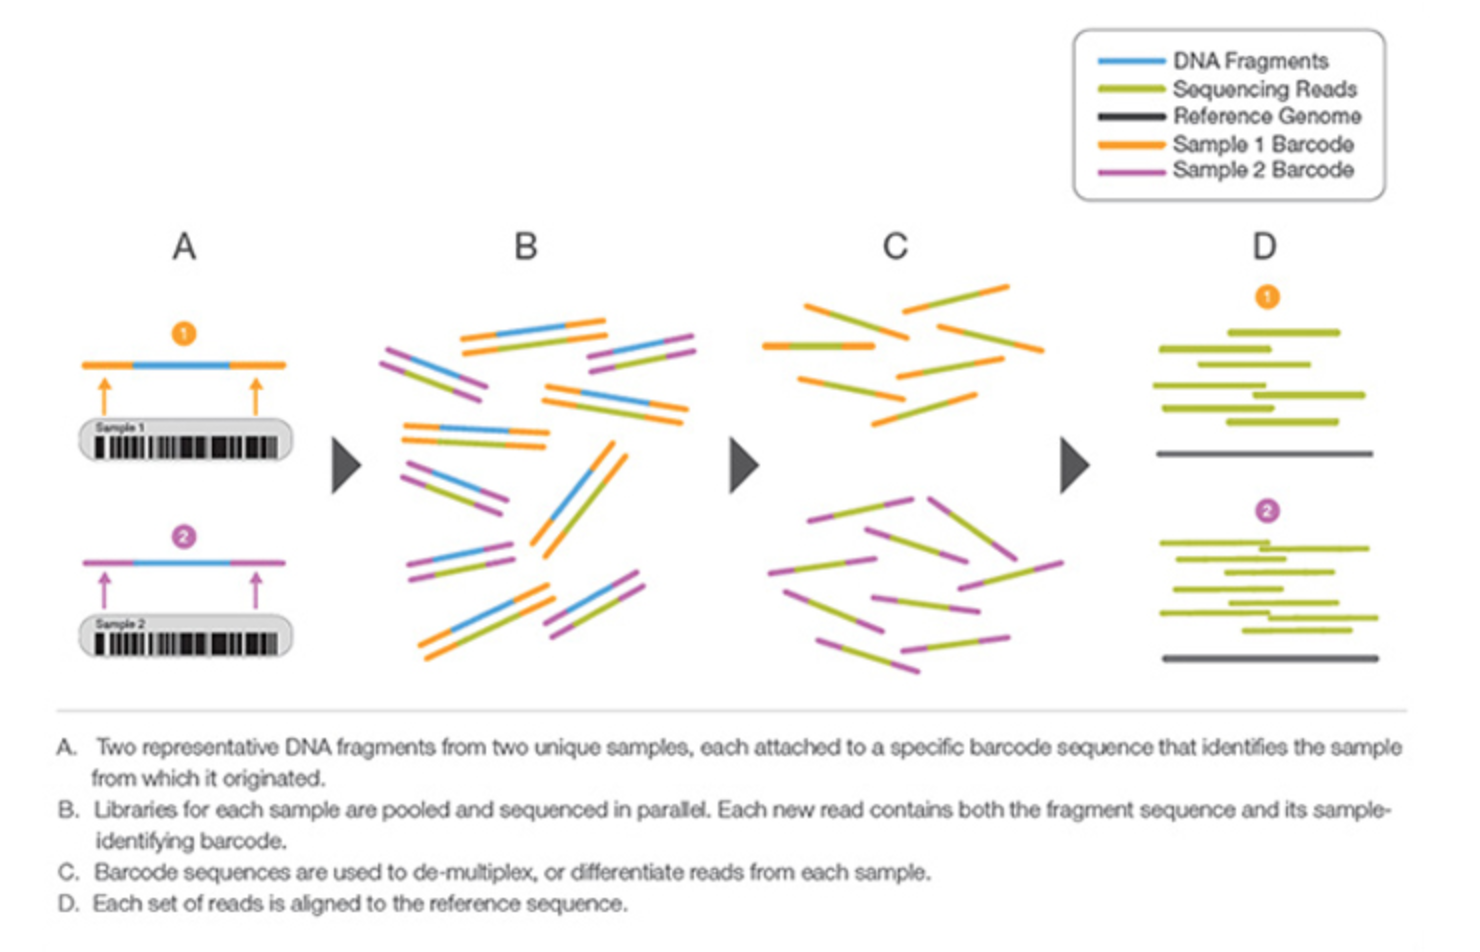 DNA Fragments
Sequencing Reads
Reference Genome
Sample 1 Barcode
Sample 2 Barcode
A
B
C
D
1
1
Sample 1
2
2
Sample 2
A. Two representative DNA fragments from two unique samples, each attached to a specific barcode sequence that identifies the sample
from which it originated.
B. Libraries for each sample are pooled and sequenced in parallel. Each new read contains both the fragment sequence and its sample-
identifying barcode.
C. Barcode sequences are used to de-multiplex, or differentiate reads from each sample.
D. Each set of reads is aligned to the reference sequence.